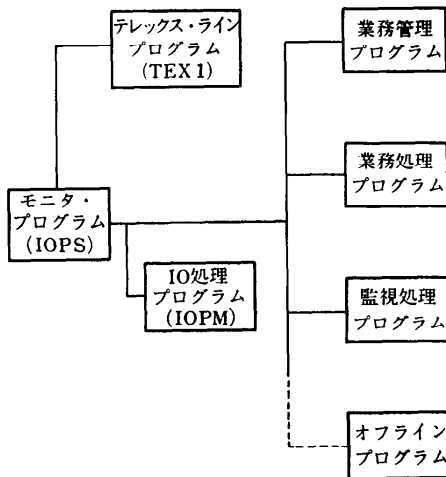 テレックス・ライン
プログラム
(TEX1)
業務管理
プログラム
業務処理
プログラム
モニタ・
プログラム
(IOPS)
IO処理
プログラム
(IOPM)
監視処理
プログラム
オフライン
プログラム